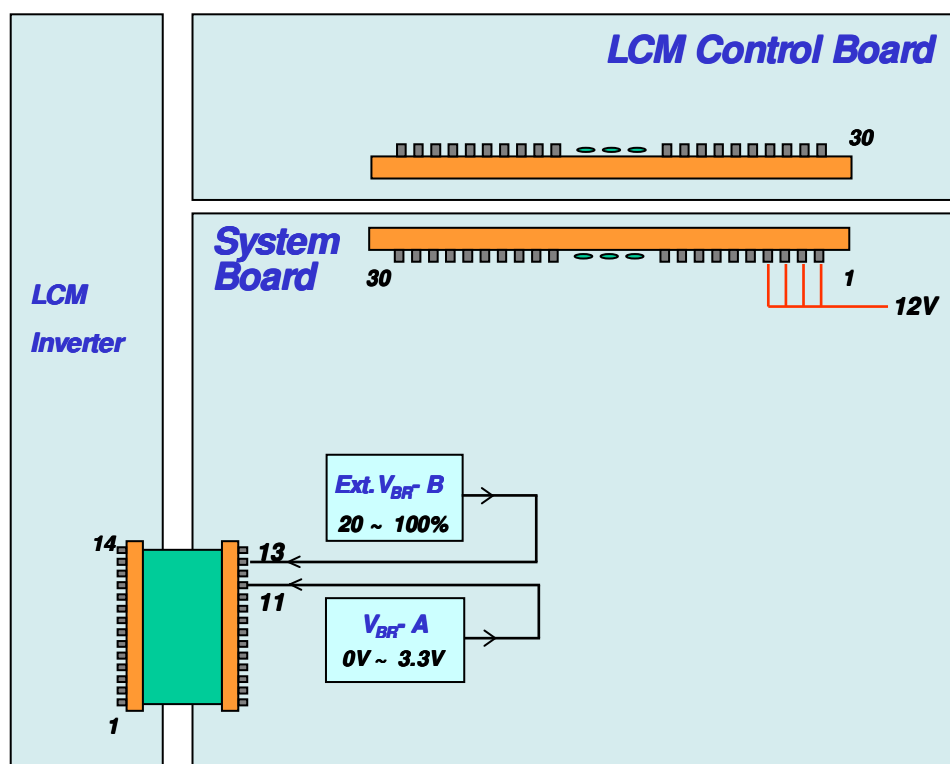 LCM Control Board
30
System
Board
30
1
12V
LCM
Inverter
Ext.VBR- B
20 ~ 100%
14
13
11
VBR- A
0V ~ 3.3V
1